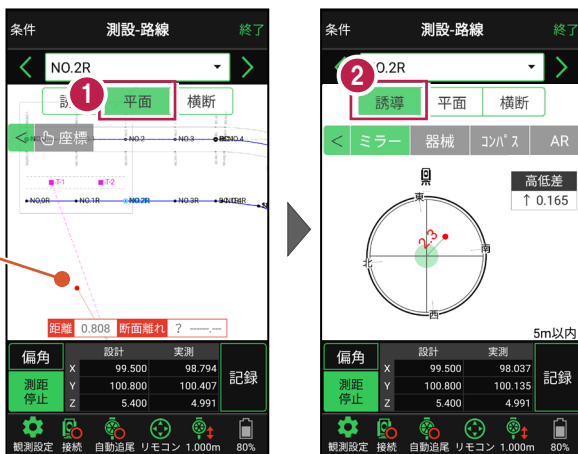 条件 測設-路線 終了
NO.2R
1
平面 横断
座標
NO.2 NO.3
T-1 T-2
NO.0R NO.1R NO.2R NO.3R
距離 0.808 断面離れ ? -----.---
偏角 設計 実測
X 99.500 98.794
測距停止 Y 100.800 100.407 記録
Z 5.400 4.991
観測設定 接続 自動追尾 リモコン 1.000m 80%
条件 測設-路線 終了
NO.2R
2
誘導 平面 横断
< ミラー 器械 コンパス AR
高低差
↑ 0.165
東
2.3
南
北
西
5m以内
偏角 設計 実測
X 99.500 98.037
測距停止 Y 100.800 100.135 記録
Z 5.400 4.991
観測設定 接続 自動追尾 リモコン 1.000m 80%